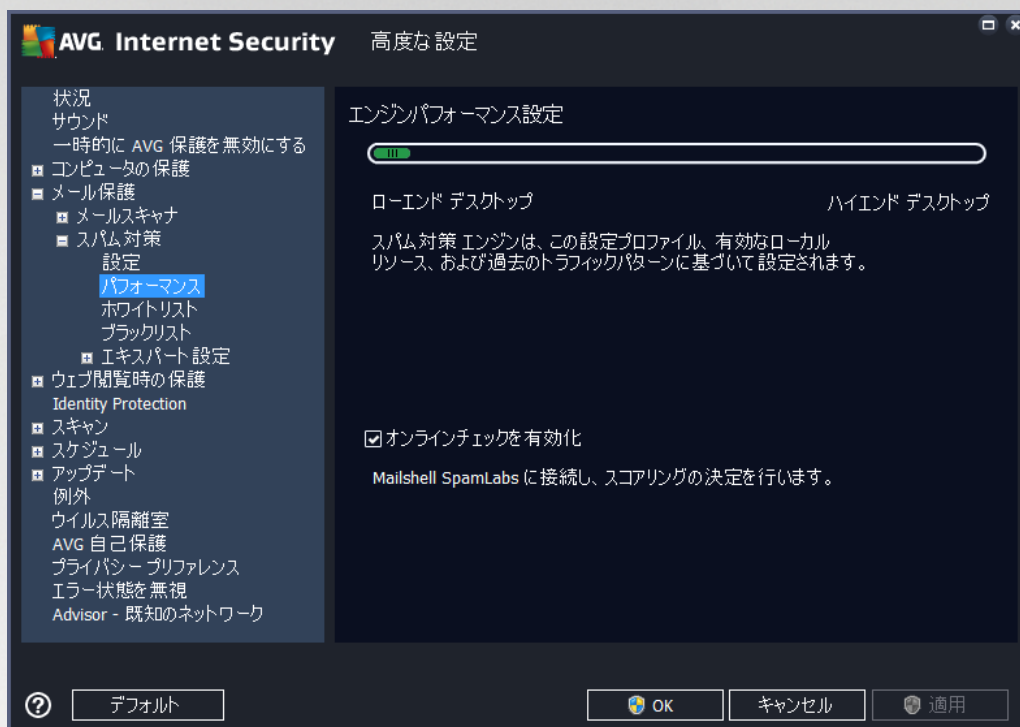 AVG. Internet Security 高度な設定
状況
サウンド
一時的に AVG 保護を無効にする
コンピュータの保護
メール保護
メールスキャナ
スパム対策
設定
パフォーマンス
ホワイトリスト
ブラックリスト
エキスパート設定
ウェブ閲覧時の保護
Identity Protection
スキャン
スケジュール
アップデート
例外
ウイルス隔離室
AVG 自己保護
プライバシー プリファレンス
エラー状態を無視
Advisor - 既知のネットワーク
エンジンパフォーマンス設定
ローエンド デスクトップ ハイエンド デスクトップ
スパム対策 エンジンは、この設定プロファイル、有効なローカル
リソース、および過去のトラフィックパターンに基づいて設定されます。
オンラインチェックを有効化
Mailshell SpamLabs に接続し、スコアリングの決定を行います。
? デフォルト OK キャンセル 適用